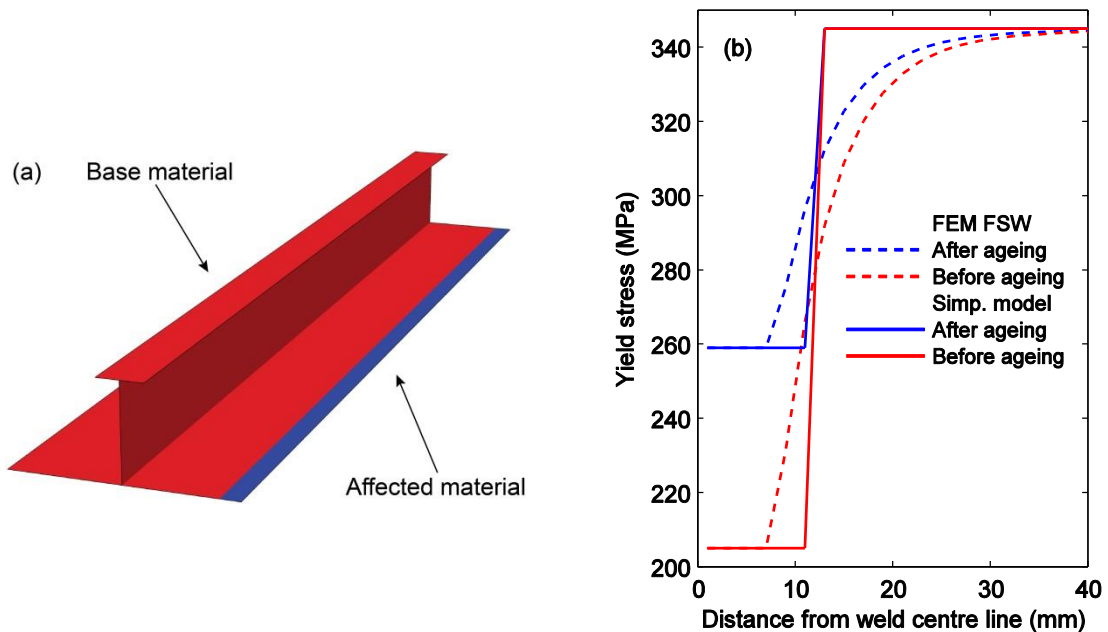 (a)
Base material
Affected material
(b)
Yield stress (MPa)
340
320
300
280
260
240
220
200
0
10
20
30
40
Distance from weld centre line (mm)
FEM FSW
After ageing
Before ageing
Simp. model
After ageing
Before ageing